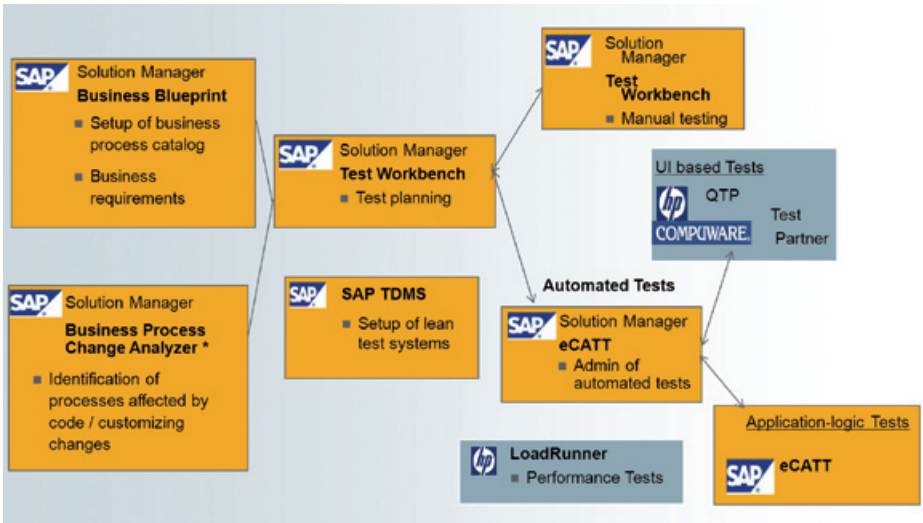 SAP
Solution Manager
Business Blueprint
Setup of business
process catalog
Business
requirements
SAP
Solution Manager
Business Process
Change Analyzer *
Identification of
processes affected by
code / customizing
changes
SAP
Solution Manager
Test Workbench
Test planning
SAP
SAP TDMS
Setup of lean
test systems
SAP
Solution
Manager
Test
Workbench
Manual testing
UI based Tests
hp
QTP
COMPUWARE.
Test
Partner
Automated Tests
SAP
Solution Manager
eCATT
Admin of
automated tests
hp
LoadRunner
Performance Tests
Application-logic Tests
SAP
eCATT